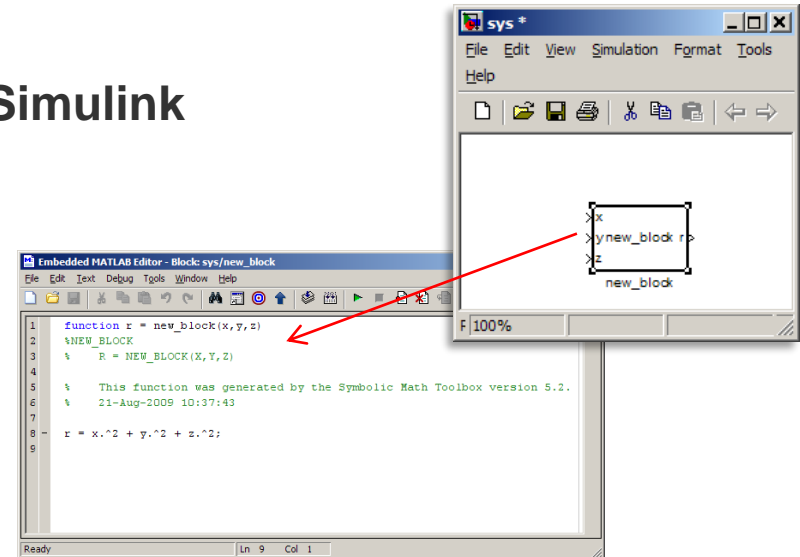 Simulink
sys *
File Edit View Simulation Format Tools
Help
x
y new_block r
z
new_block
F 100%
Embedded MATLAB Editor - Block: sys/new_block
File Edit Text Debug Tools Window Help
1 function r = new_block(x,y,z)
2 %NEW_BLOCK
3 % R = NEW_BLOCK(X,Y,Z)
4
5 % This function was generated by the Symbolic Math Toolbox version 5.2.
6 % 21-Aug-2009 10:37:43
7
8 - r = x.^2 + y.^2 + z.^2;
9
Ready Ln 9 Col 1